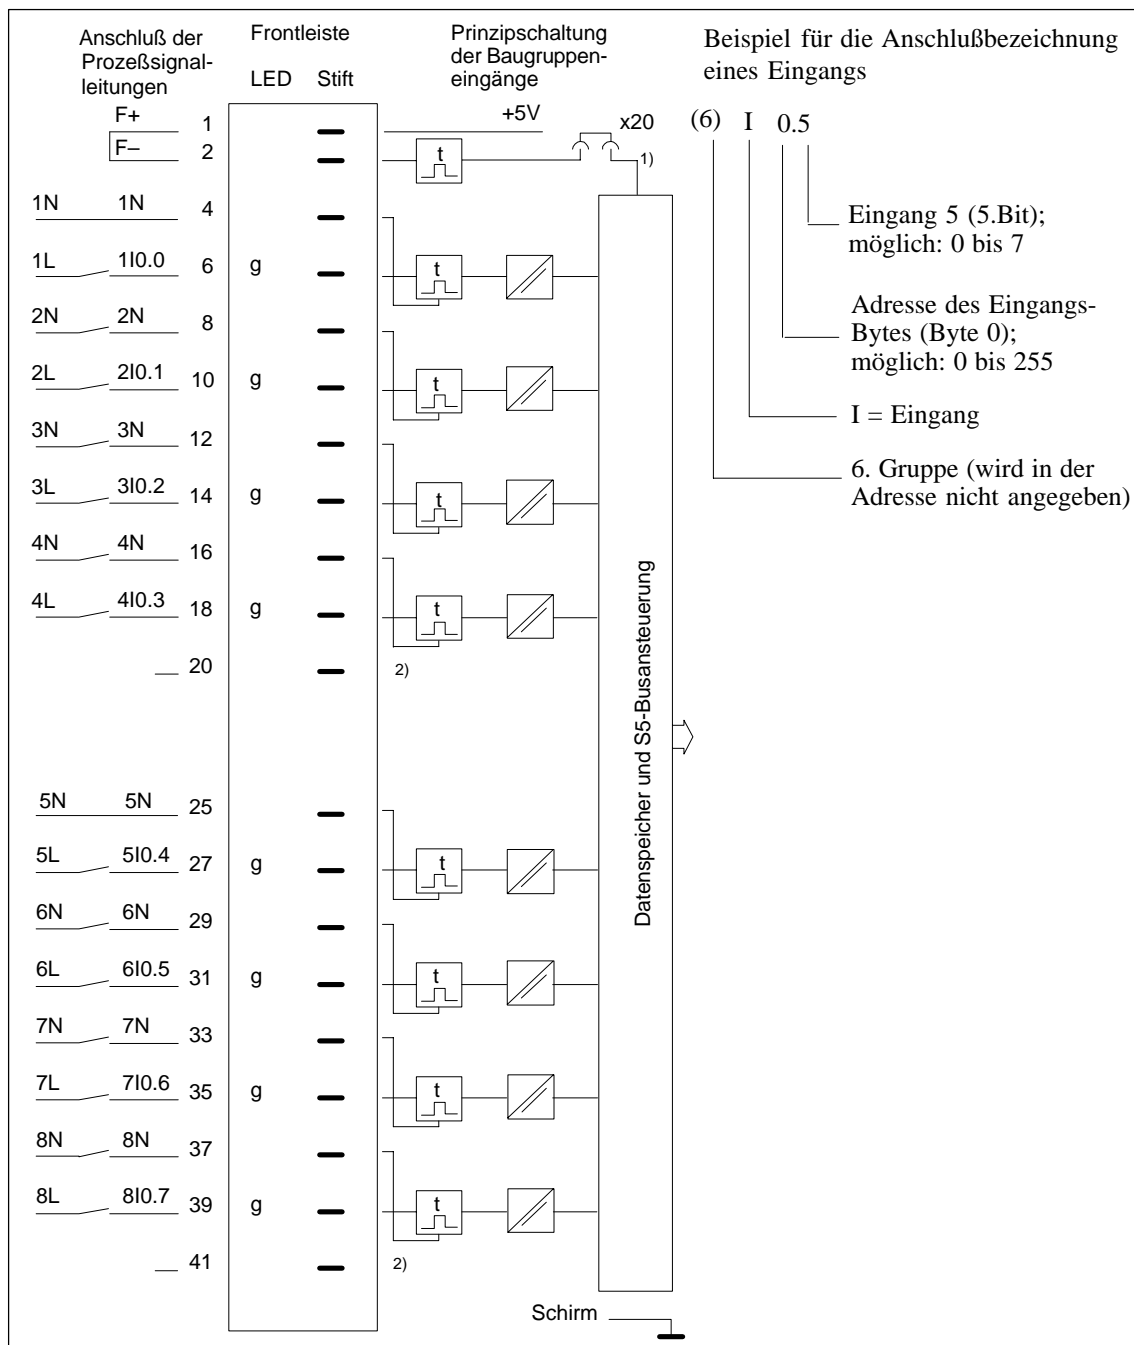 Anschluß der
Prozeßsignal-
leitungen
Frontleiste
LED Stift
Prinzipschaltung
der Baugruppen-
eingänge
Beispiel für die Anschlußbezeichnung
eines Eingangs
F+ 1 +5V x20
F– 2 t 1)
(6) I 0.5
Eingang 5 (5.Bit);
möglich: 0 bis 7
Adresse des Eingangs-
Bytes (Byte 0);
möglich: 0 bis 255
I = Eingang
6. Gruppe (wird in der
Adresse nicht angegeben)
1N 1N 4
1L 1I0.0 6 g t
2N 2N 8
2L 2I0.1 10 g t
3N 3N 12
3L 3I0.2 14 g t
4N 4N 16
4L 4I0.3 18 g t
20 2)
5N 5N 25
5L 5I0.4 27 g t
6N 6N 29
6L 6I0.5 31 g t
7N 7N 33
7L 7I0.6 35 g t
8N 8N 37
8L 8I0.7 39 g t
41 2)
Datenspeicher und S5-Busansteuerung
Schirm